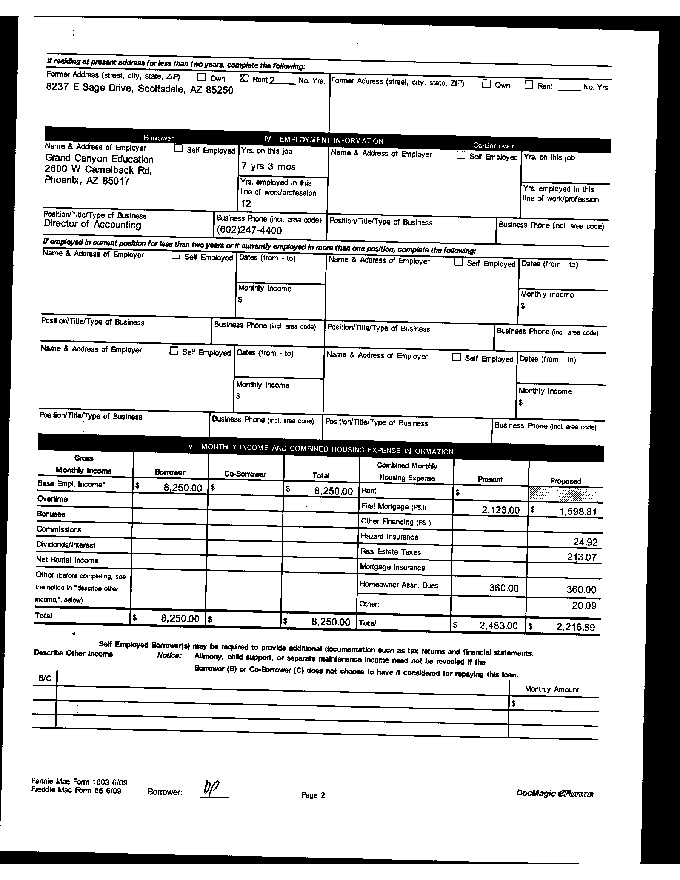 If residing at present address for less than two years, complete the following:
Former Address (street, city, state, ZIP) Own Rent 2 No. Yrs. Former Address (street, city, state, ZIP) Own Rent No. Yrs
8237 E Sage Drive, Scottsdale, AZ 85250
Borrower IV. EMPLOYMENT INFORMATION Co-Borrower
Name & Address of Employer Self Employed Yrs. on this job Name & Address of Employer Self Employed Yrs. on this job
Grand Canyon Education
2600 W Camelback Rd, 7 yrs 3 mos
Phoenix, AZ 85017
Yrs. employed in this line of work/profession Yrs. employed in this line of work/profession
12
Position/Title/Type of Business Business Phone (incl. area code) Position/Title/Type of Business Business Phone (incl. area code)
Director of Accounting (602)247-4400
If employed in current position for less than two years or if currently employed in more than one position, complete the following:
Name & Address of Employer Self Employed Dates (from - to) Name & Address of Employer Self Employed Dates (from to)
Monthly Income Monthly Income
$ $
Position/Title/Type of Business Business Phone (incl. area code) Position/Title/Type of Business Business Phone (incl. area code)
Name & Address of Employer Self Employed Dates (from - to) Name & Address of Employer Self Employed Dates (from to)
Monthly Income Monthly Income
$ $
Position/Title/Type of Business Business Phone (incl. area code) Position/Title/Type of Business Business Phone (incl. area code)
V. MONTHLY INCOME AND COMBINED HOUSING EXPENSE INFORMATION
Gross Monthly Income Borrower Co-Borrower Total Combined Monthly Housing Expense Present Proposed
Base Empl. Income* $ 8,250.00 $ $ 8,250.00 Rent $
Overtime First Mortgage (P&I) 2,123.00 $ 1,598.81
Bonuses Other Financing (P&I)
Commissions Hazard Insurance 24.92
Dividends/Interest Real Estate Taxes 213.07
Net Rental Income Mortgage Insurance
Other (before completing, see the notice in "describe other income," below) Homeowner Assn. Dues 360.00 360.00
Other: 20.09
Total $ 8,250.00 $ $ 8,250.00 Total $ 2,483.00 $ 2,216.89
Self Employed Borrower(s) may be required to provide additional documentation such as tax returns and financial statements.
Describe Other Income Notice: Alimony, child support, or separate maintenance income need not be revealed if the
Borrower (B) or Co-Borrower (C) does not choose to have it considered for repaying this loan.
B/C Monthly Amount
$
Fannie Mae Form 1003 6/09
Freddie Mac Form 65 6/09 Borrower: Page 2 DocMagic